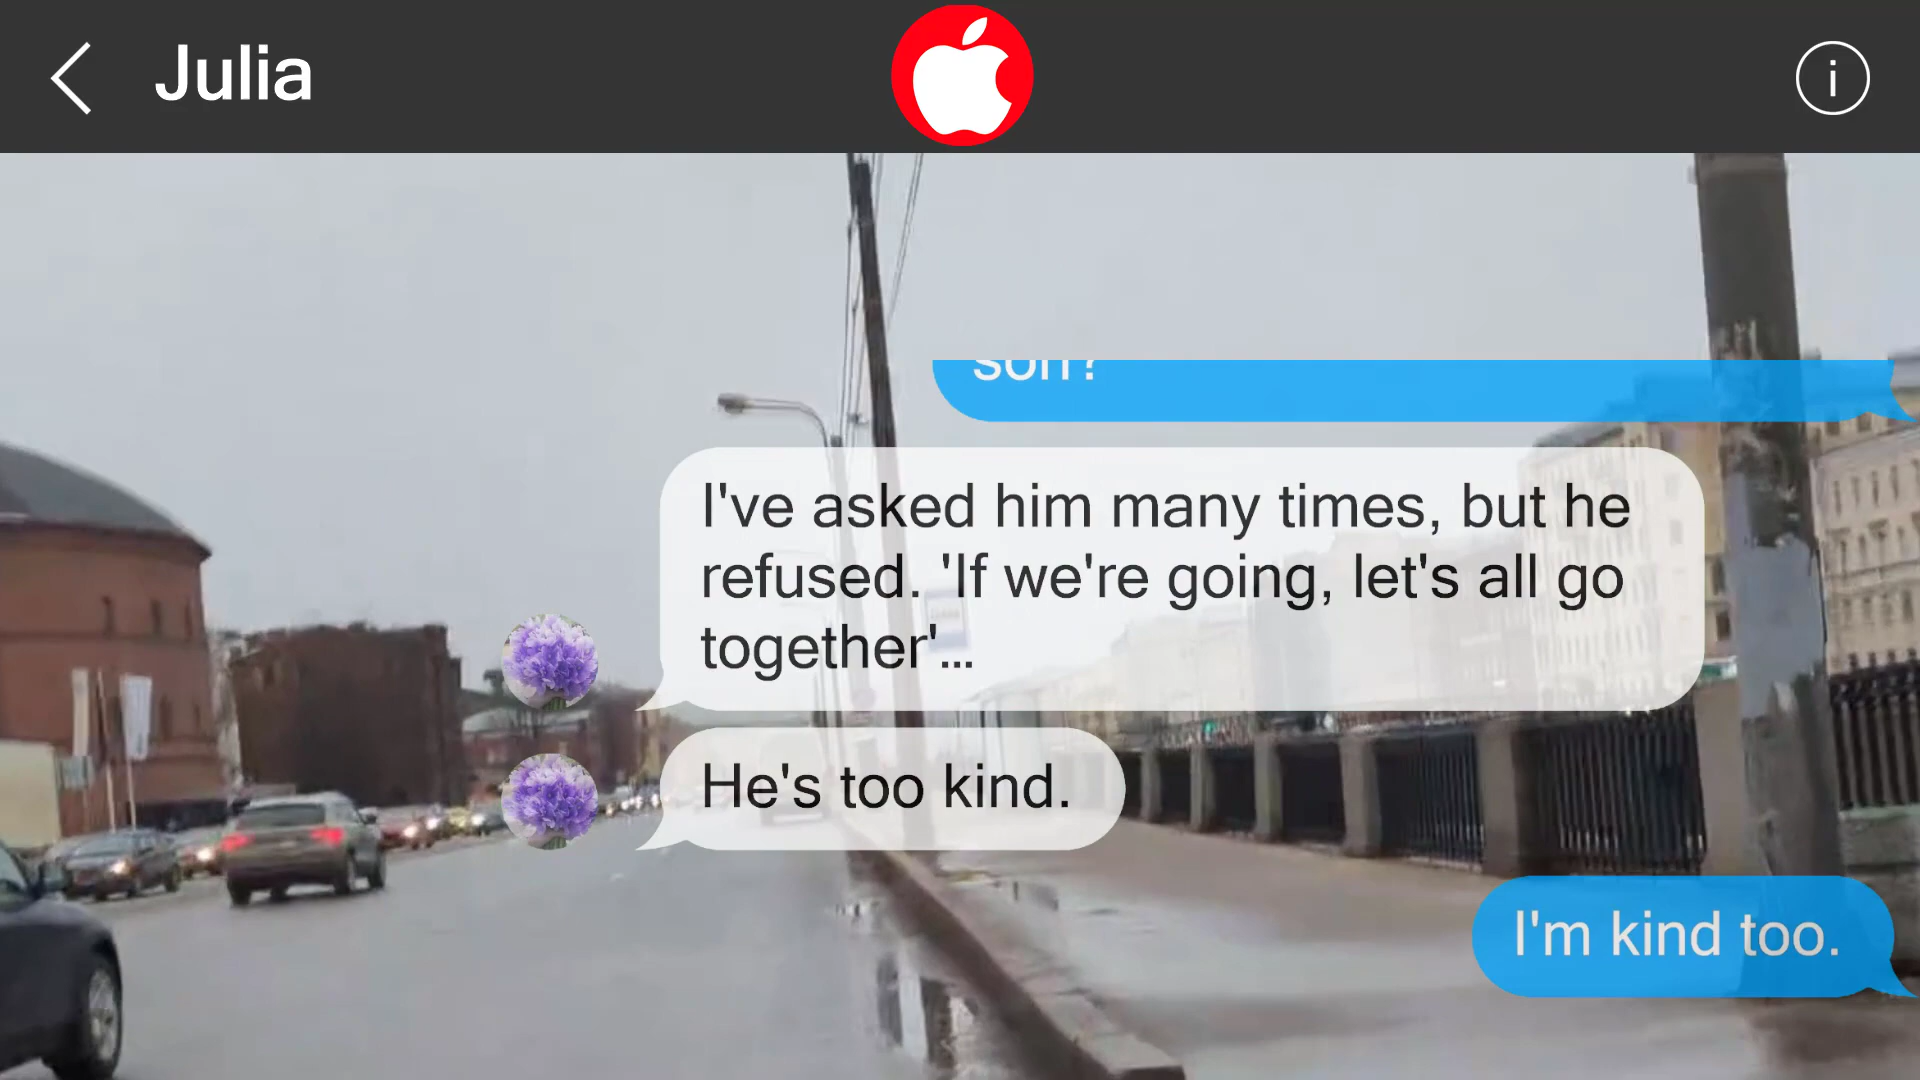 Julia
son?
I've asked him many times, but he
refused. 'If we're going, let's all go
together'...
He's too kind.
I'm kind too.